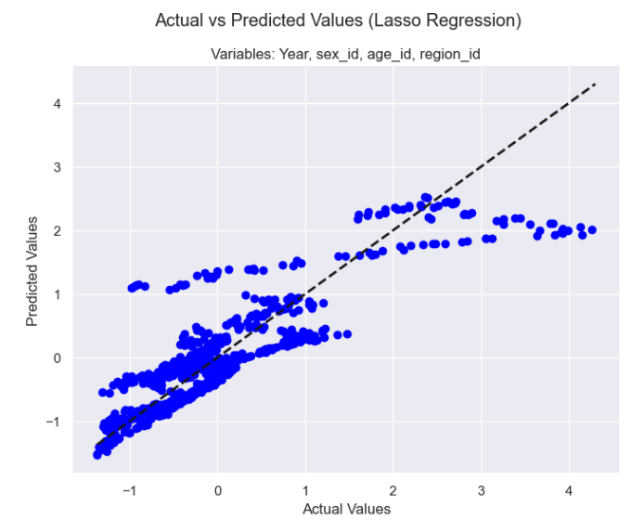 Actual vs Predicted Values (Lasso Regression)
Variables: Year, sex_id, age_id, region_id
4
3
2
1
0
−1
Predicted Values
−1 0 1 2 3 4
Actual Values